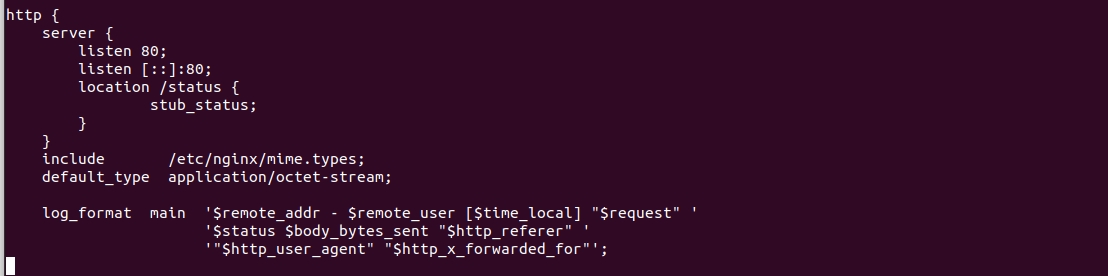 http {
    server {
        listen 80;
        listen [::]:80;
        location /status {
                stub_status;
        }
    }
    include       /etc/nginx/mime.types;
    default_type  application/octet-stream;

    log_format  main  '$remote_addr - $remote_user [$time_local] "$request" '
                      '$status $body_bytes_sent "$http_referer" '
                      '"$http_user_agent" "$http_x_forwarded_for"';